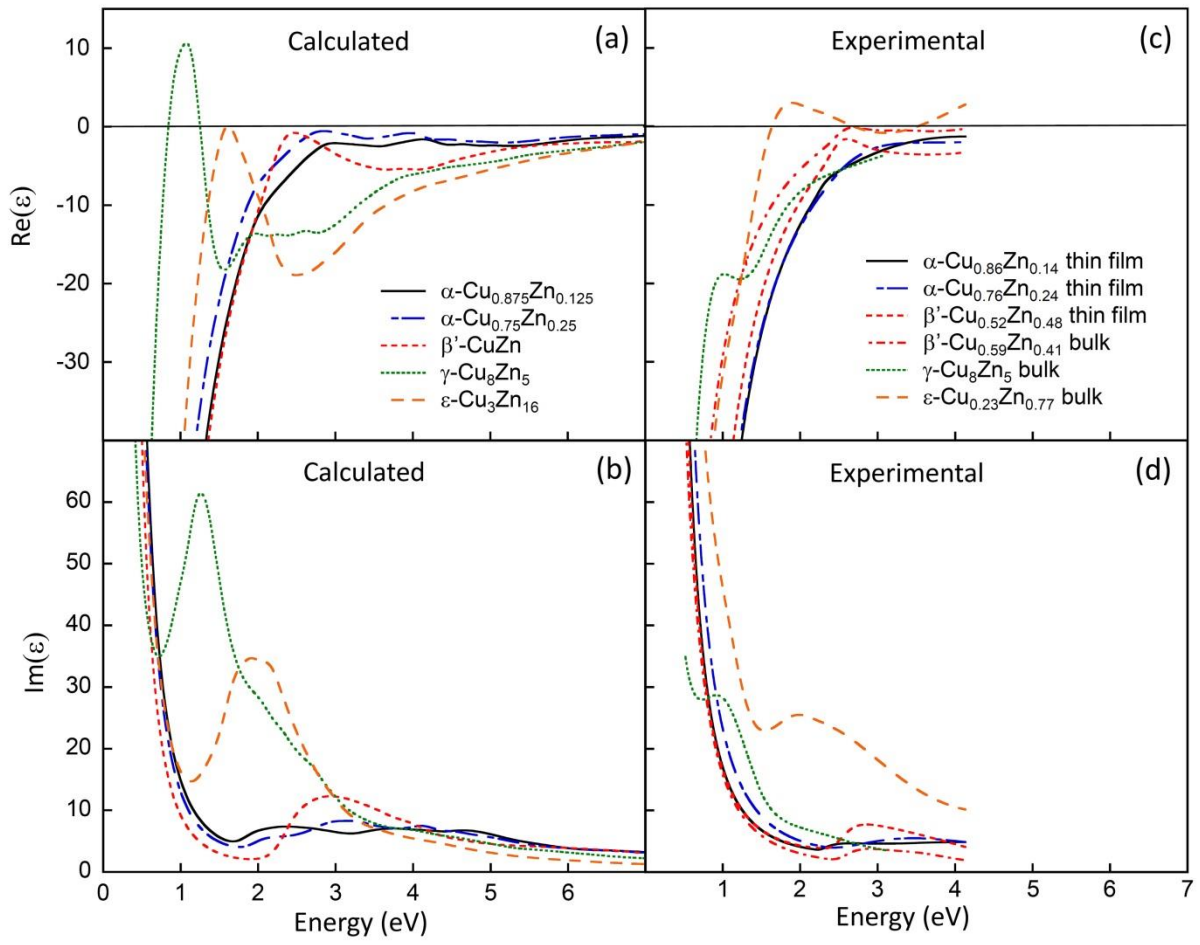 Calculated
(a)
Experimental
(c)
10
0
-10
-20
-30
Re(ε)
α-Cu0.875Zn0.125
α-Cu0.75Zn0.25
β'-CuZn
γ-Cu8Zn5
ε-Cu3Zn16
α-Cu0.86Zn0.14 thin film
α-Cu0.76Zn0.24 thin film
β'-Cu0.52Zn0.48 thin film
β'-Cu0.59Zn0.41 bulk
γ-Cu8Zn5 bulk
ε-Cu0.23Zn0.77 bulk
Calculated
(b)
Experimental
(d)
60
50
40
30
20
10
0
Im(ε)
0 1 2 3 4 5 6
0 1 2 3 4 5 6 7
Energy (eV)
Energy (eV)